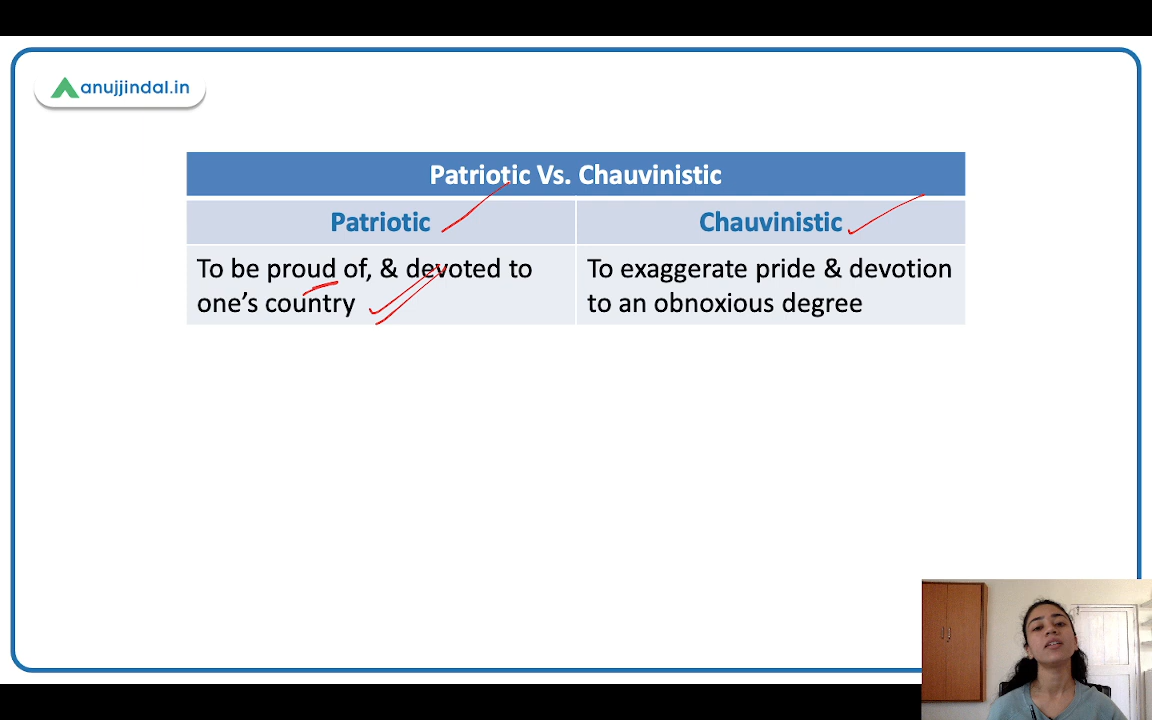 anujjindal.in
Patriotic Vs. Chauvinistic
Patriotic
Chauvinistic
To be proud of, & devoted to
one’s country
To exaggerate pride & devotion
to an obnoxious degree